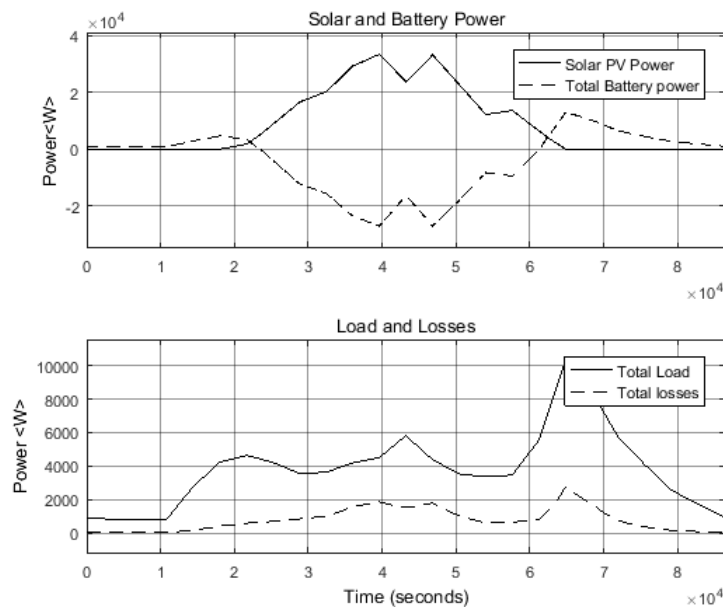 Solar and Battery Power
×10⁴
4
2
0
-2
Power<W>
Solar PV Power
Total Battery power
0 1 2 3 4 5 6 7 8
×10⁴
Load and Losses
10000
8000
6000
4000
2000
0
Power <W>
Total Load
Total losses
0 1 2 3 4 5 6 7 8
Time (seconds)
×10⁴